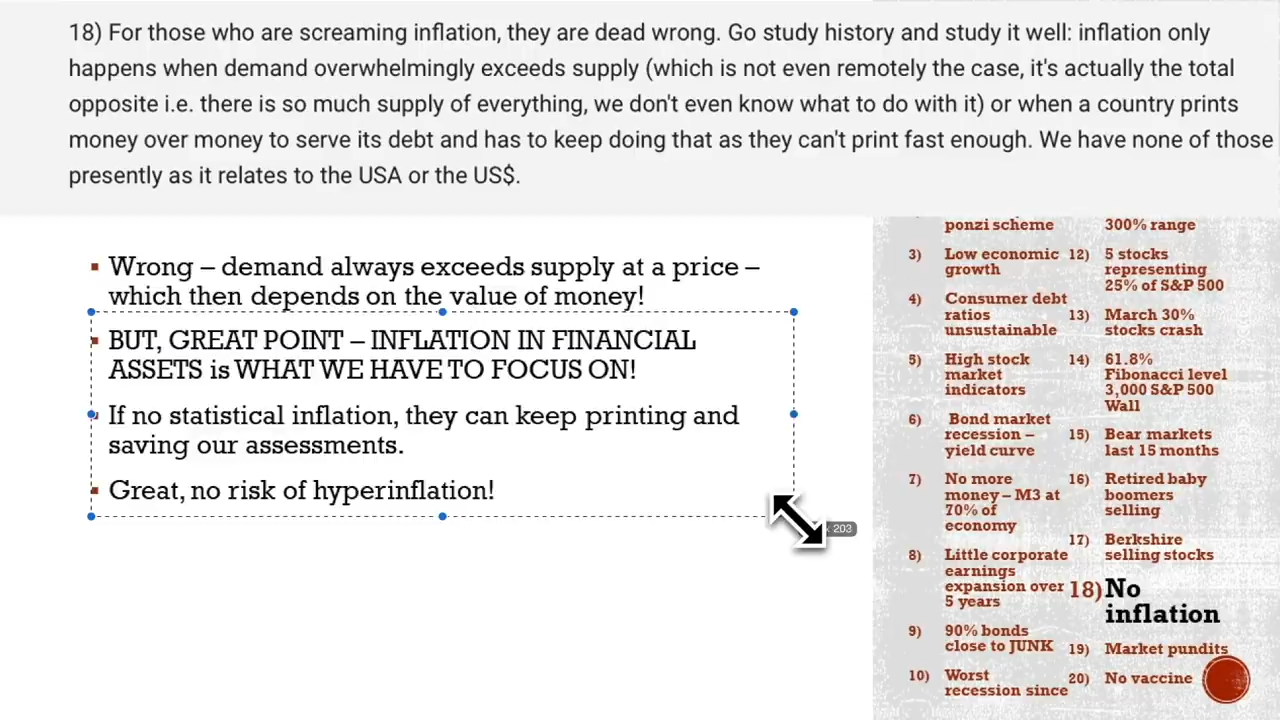 18) For those who are screaming inflation, they are dead wrong. Go study history and study it well: inflation only
happens when demand overwhelmingly exceeds supply (which is not even remotely the case, it's actually the total
opposite i.e. there is so much supply of everything, we don't even know what to do with it) or when a country prints
money over money to serve its debt and has to keep doing that as they can't print fast enough. We have none of those
presently as it relates to the USA or the US$.
▪ Wrong – demand always exceeds supply at a price –
which then depends on the value of money!
▪ BUT, GREAT POINT – INFLATION IN FINANCIAL
ASSETS is WHAT WE HAVE TO FOCUS ON!
If no statistical inflation, they can keep printing and
saving our assessments.
▪ Great, no risk of hyperinflation!
203
ponzi scheme
3) Low economic
growth
4) Consumer debt
ratios
unsustainable
5) High stock
market
indicators
6) Bond market
recession –
yield curve
7) No more
money – M3 at
70% of
economy
8) Little corporate
earnings
expansion over
5 years
9) 90% bonds
close to JUNK
10) Worst
recession since
300% range
12) 5 stocks
representing
25% of S&P 500
13) March 30%
stocks crash
14) 61.8%
Fibonacci level
3,000 S&P 500
Wall
15) Bear markets
last 15 months
16) Retired baby
boomers
selling
17) Berkshire
selling stocks
18) No
inflation
19) Market pundits
20) No vaccine